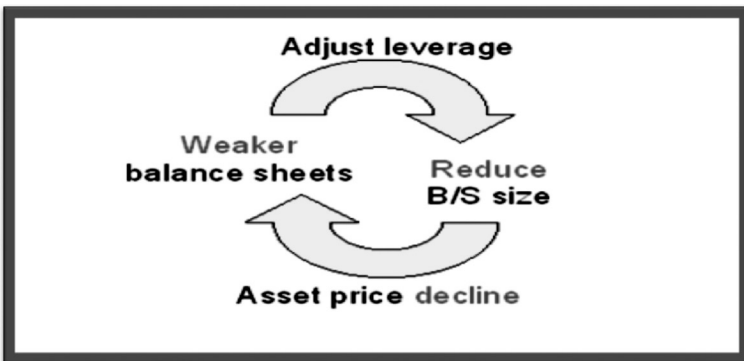 Adjust leverage
Weaker
balance sheets
Reduce
B/S size
Asset price decline